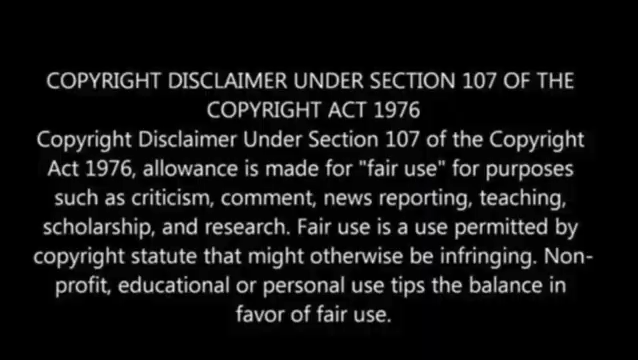 COPYRIGHT DISCLAIMER UNDER SECTION 107 OF THE
COPYRIGHT ACT 1976
Copyright Disclaimer Under Section 107 of the Copyright
Act 1976, allowance is made for "fair use" for purposes
such as criticism, comment, news reporting, teaching,
scholarship, and research. Fair use is a use permitted by
copyright statute that might otherwise be infringing. Non-
profit, educational or personal use tips the balance in
favor of fair use.